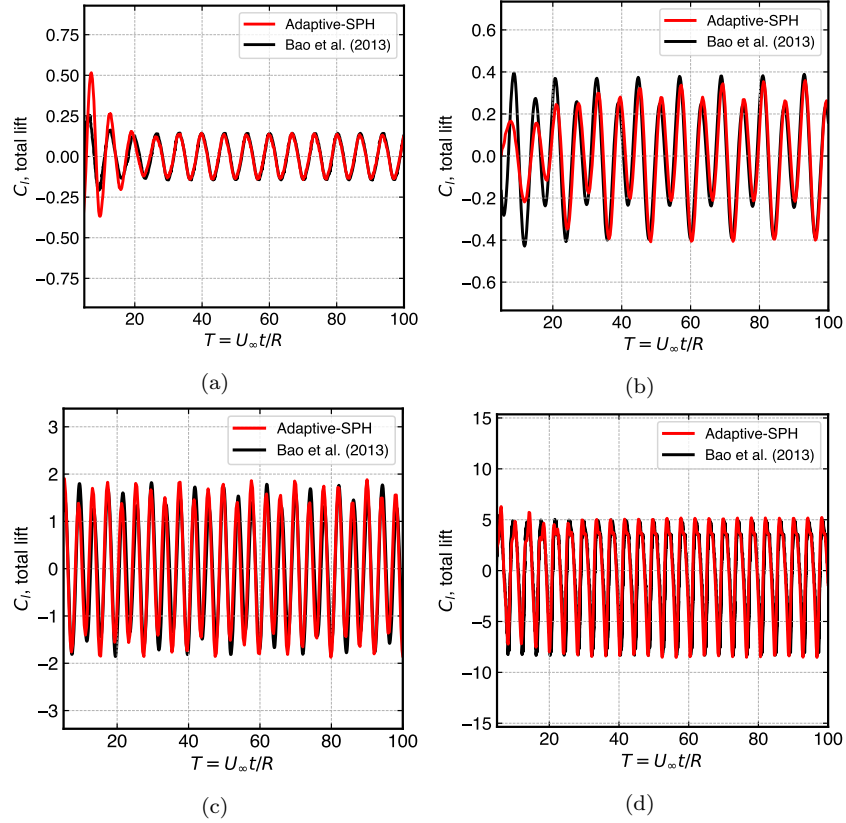 Adaptive-SPH
Bao et al. (2013)
0.75
0.50
0.25
0.00
−0.25
−0.50
−0.75
C_l, total lift
20 40 60 80 100
T = U_∞t/R
(a)
Adaptive-SPH
Bao et al. (2013)
0.6
0.4
0.2
0.0
−0.2
−0.4
−0.6
C_l, total lift
20 40 60 80 100
T = U_∞t/R
(b)
Adaptive-SPH
Bao et al. (2013)
3
2
1
0
−1
−2
−3
C_l, total lift
20 40 60 80 100
T = U_∞t/R
(c)
Adaptive-SPH
Bao et al. (2013)
15
10
5
0
−5
−10
−15
C_l, total lift
20 40 60 80 100
T = U_∞t/R
(d)